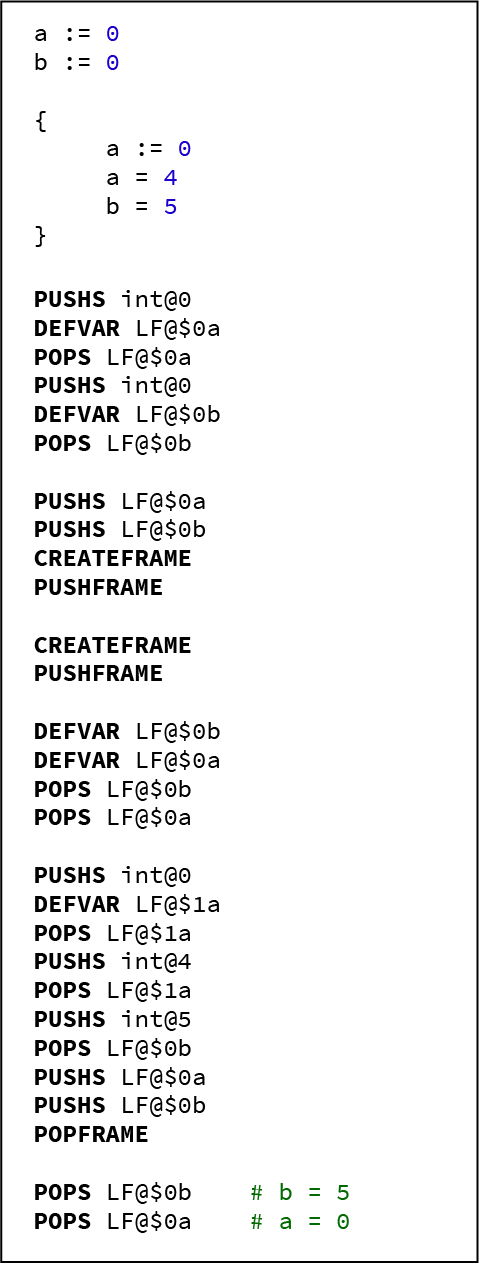 a := 0
b := 0
{
a := 0
a = 4
b = 5
}
PUSHS int@0
DEFVAR LF@$0a
POPS LF@$0a
PUSHS int@0
DEFVAR LF@$0b
POPS LF@$0b
PUSHS LF@$0a
PUSHS LF@$0b
CREATEFRAME
PUSHFRAME
CREATEFRAME
PUSHFRAME
DEFVAR LF@$0b
DEFVAR LF@$0a
POPS LF@$0b
POPS LF@$0a
PUSHS int@0
DEFVAR LF@$1a
POPS LF@$1a
PUSHS int@4
POPS LF@$1a
PUSHS int@5
POPS LF@$0b
PUSHS LF@$0a
PUSHS LF@$0b
POPFRAME
POPS LF@$0b # b = 5
POPS LF@$0a # a = 0